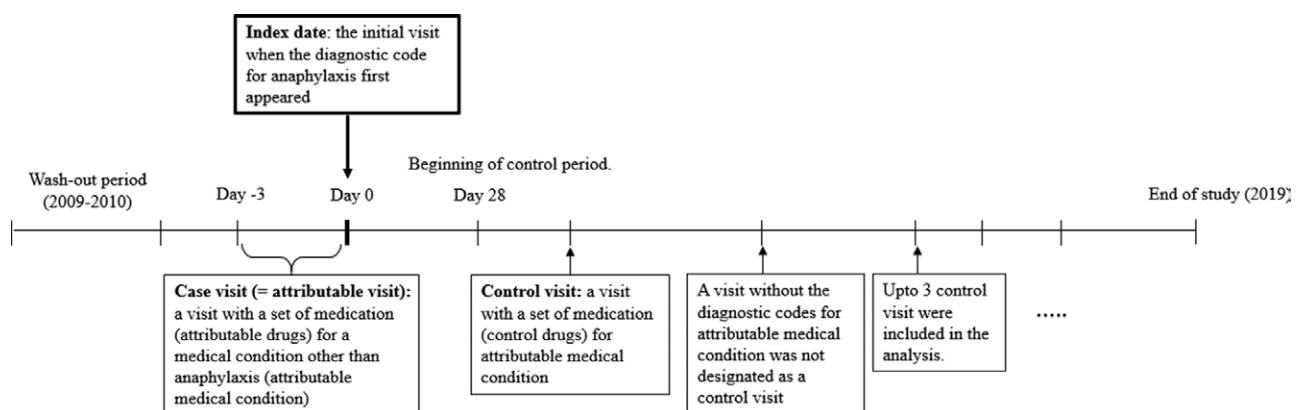 Index date: the initial visit
when the diagnostic code
for anaphylaxis first
appeared
Beginning of control period.
Wash-out period
(2009-2010)
Day -3
Day 0
Day 28
End of study (2019)
Case visit (= attributable visit):
a visit with a set of medication
(attributable drugs) for a
medical condition other than
anaphylaxis (attributable
medical condition)
Control visit: a visit
with a set of medication
(control drugs) for
attributable medical
condition
A visit without the
diagnostic codes for
attributable medical
condition was not
designated as a
control visit
Upto 3 control
visit were
included in the
analysis.
.....